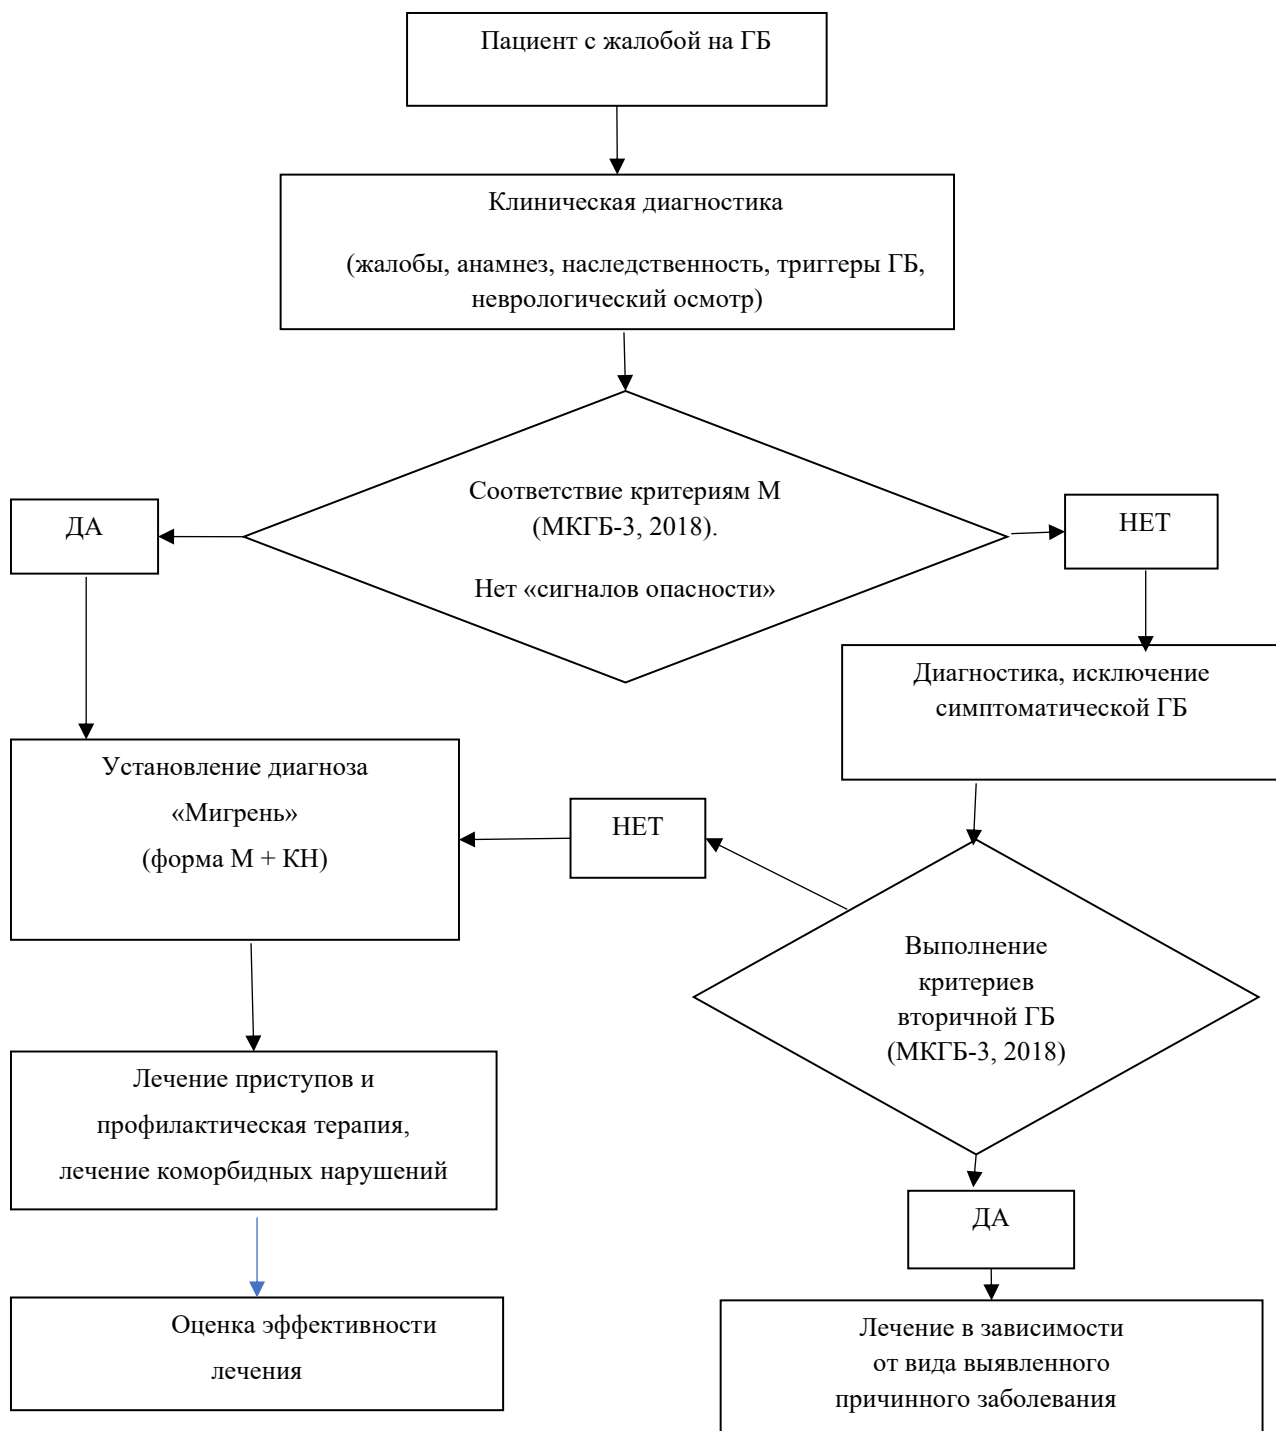 Пациент с жалобой на ГБ
Клиническая диагностика
(жалобы, анамнез, наследственность, триггеры ГБ,
неврологический осмотр)
Соответствие критериям М
(МКГБ-3, 2018).
Нет «сигналов опасности»
ДА
НЕТ
Диагностика, исключение
симптоматической ГБ
Установление диагноза
«Мигрень»
(форма М + КН)
НЕТ
Выполнение
критериев
вторичной ГБ
(МКГБ-3, 2018)
Лечение приступов и
профилактическая терапия,
лечение коморбидных нарушений
ДА
Оценка эффективности
лечения
Лечение в зависимости
от вида выявленного
причинного заболевания